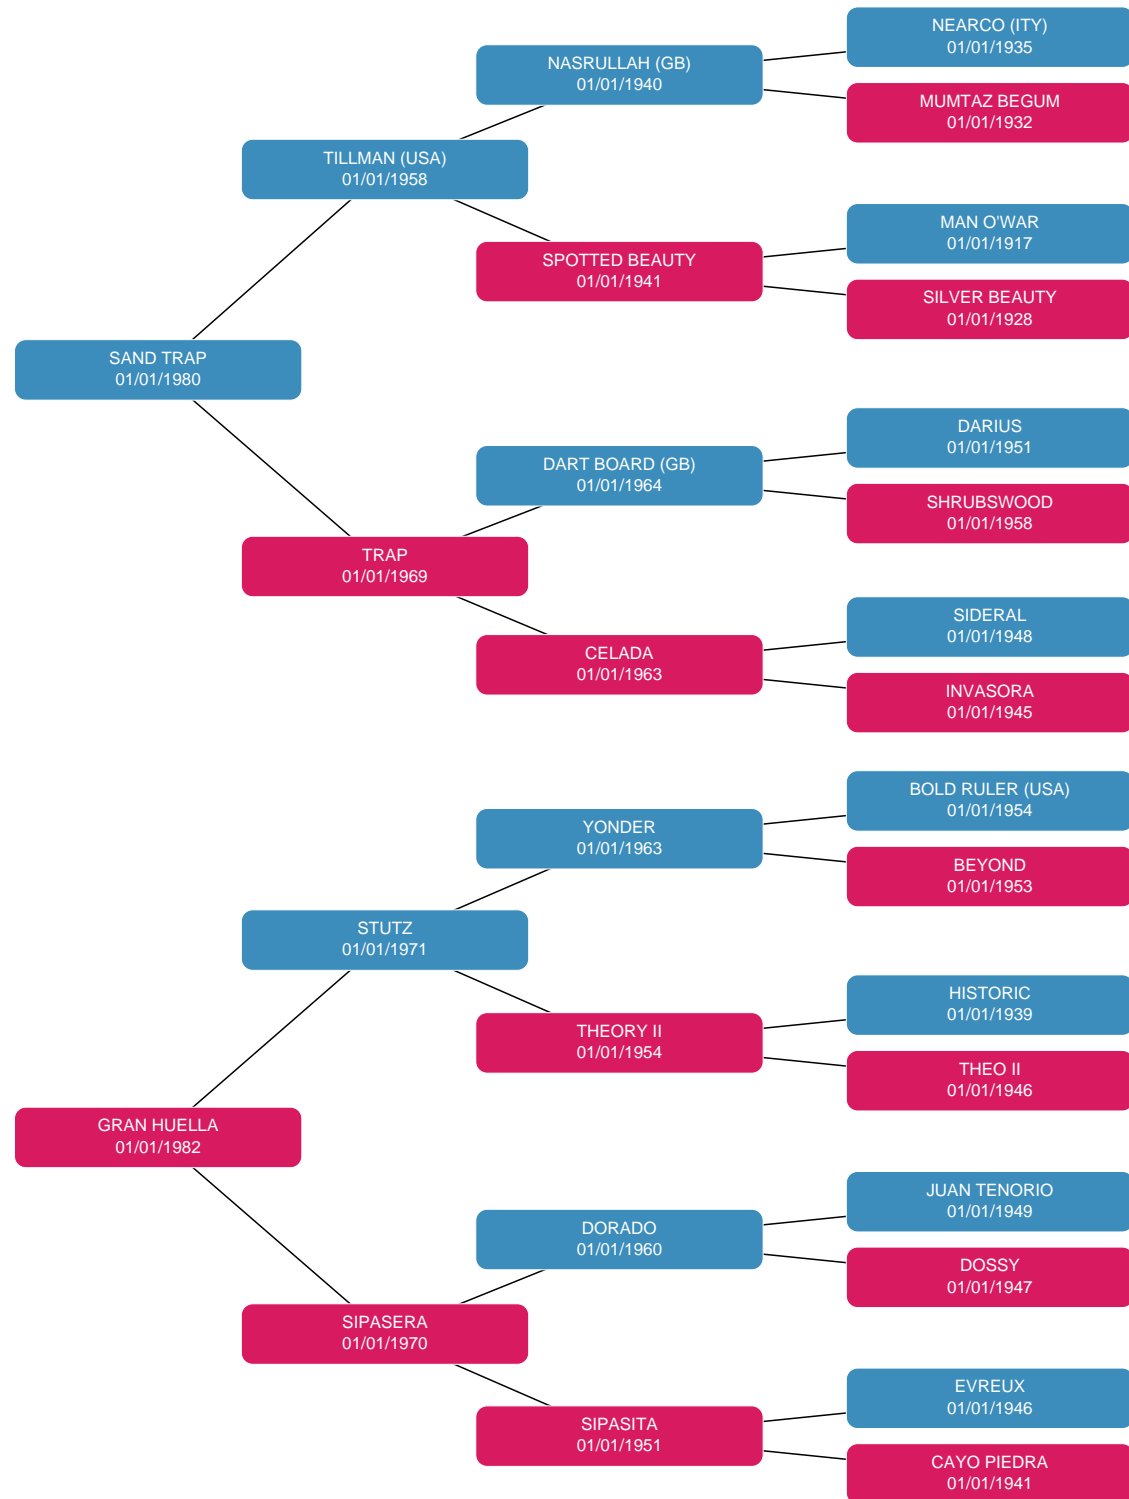 NEARCO (ITY)
01/01/1935
NASRULLAH (GB)
01/01/1940
MUMTAZ BEGUM
01/01/1932
TILLMAN (USA)
01/01/1958
MAN O'WAR
01/01/1917
SPOTTED BEAUTY
01/01/1941
SILVER BEAUTY
01/01/1928
SAND TRAP
01/01/1980
DARIUS
01/01/1951
DART BOARD (GB)
01/01/1964
SHRUBSWOOD
01/01/1958
TRAP
01/01/1969
SIDERAL
01/01/1948
CELADA
01/01/1963
INVASORA
01/01/1945
BOLD RULER (USA)
01/01/1954
YONDER
01/01/1963
BEYOND
01/01/1953
STUTZ
01/01/1971
HISTORIC
01/01/1939
THEORY II
01/01/1954
THEO II
01/01/1946
GRAN HUELLA
01/01/1982
JUAN TENORIO
01/01/1949
DORADO
01/01/1960
DOSSY
01/01/1947
SIPASERA
01/01/1970
EVREUX
01/01/1946
SIPASITA
01/01/1951
CAYO PIEDRA
01/01/1941